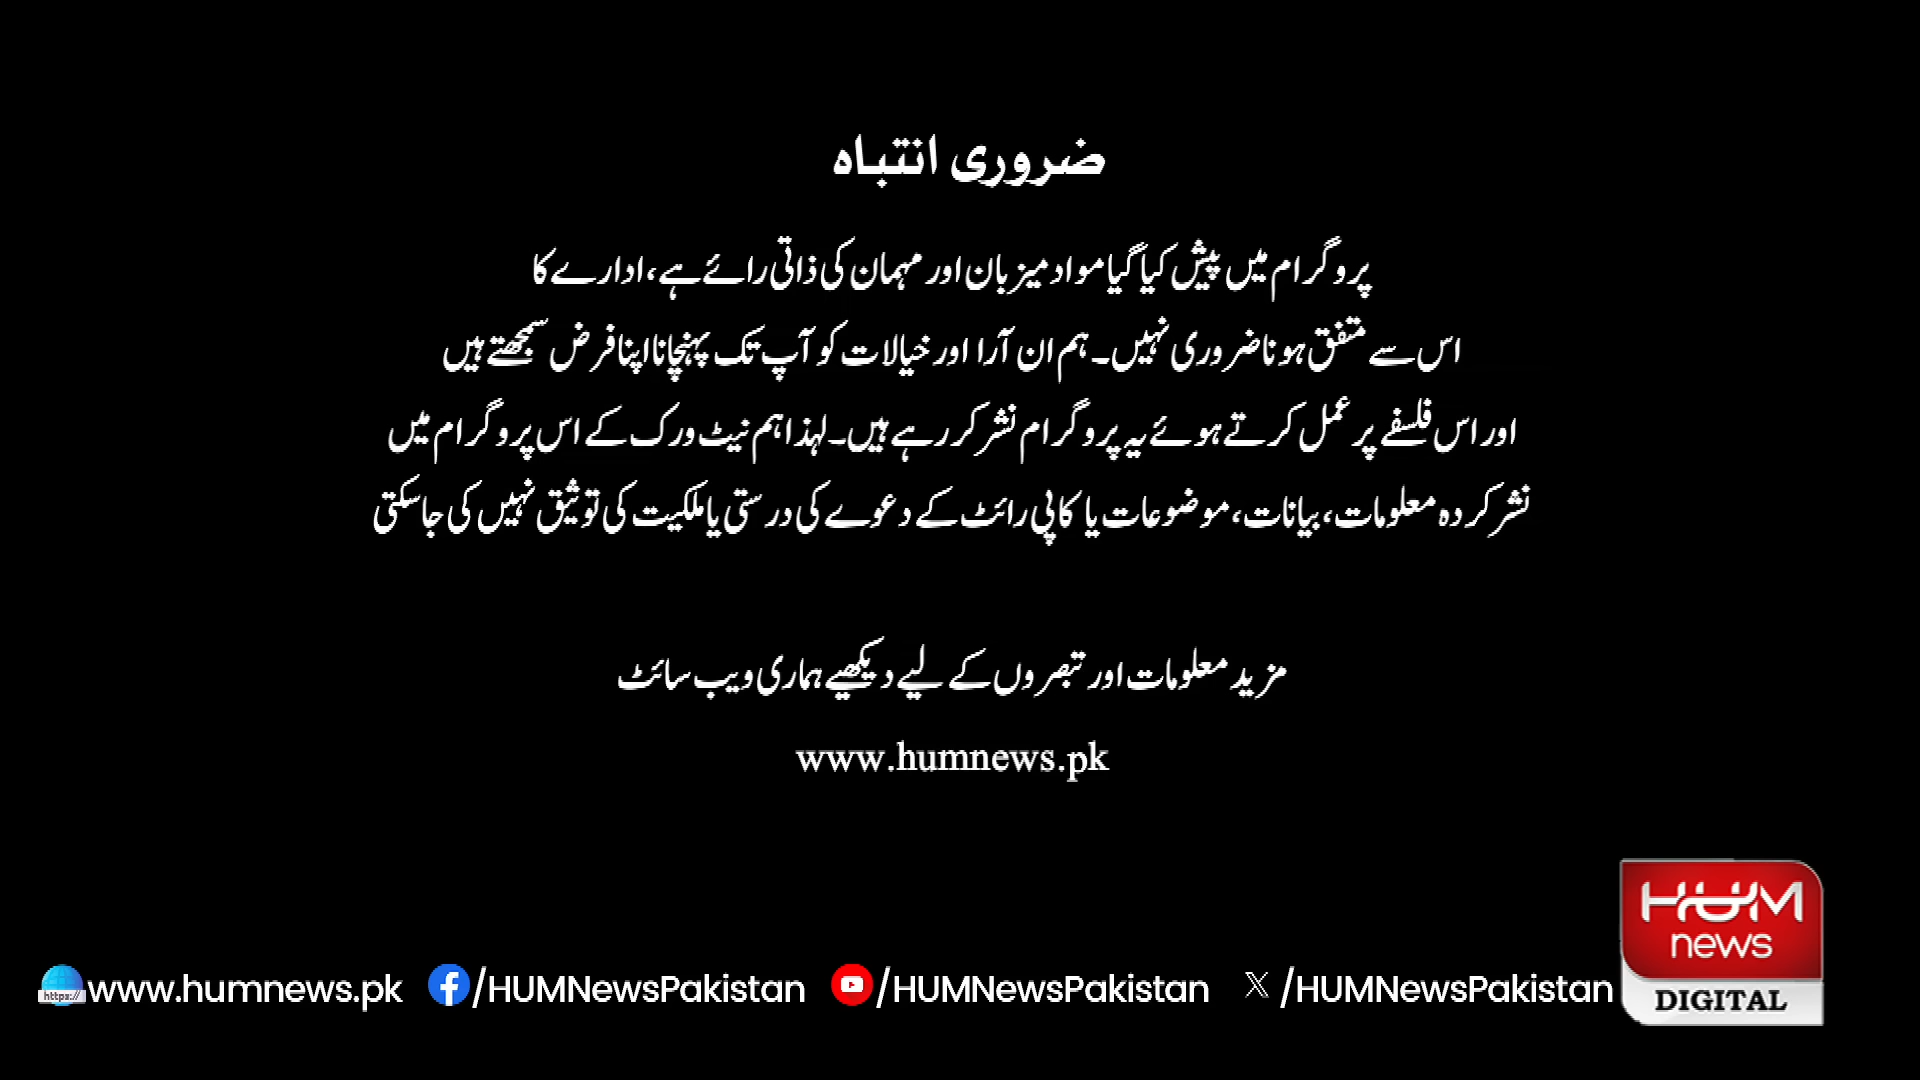 ضروری انتباہ
پروگرام میں پیش کیا گیا مواد میزبان اور مہمان کی ذاتی رائے ہے، ادارے کا
اس سے متفق ہونا ضروری نہیں۔ ہم ان آرا اور خیالات کو آپ تک پہنچانا اپنا فرض سمجھتے ہیں
اور اس فلسفے پر عمل کرتے ہوئے یہ پروگرام نشر کر رہے ہیں۔ لہذا ہم نیٹ ورک کے اس پروگرام میں
نشر کردہ معلومات، بیانات، موضوعات یا کاپی رائٹ کے دعوے کی درستی یا ملکیت کی توثیق نہیں کی جا سکتی
مزید معلومات اور تبصروں کے لیے دیکھیے ہماری ویب سائٹ
www.humnews.pk
HUM
news
DIGITAL
https:// www.humnews.pk /HUMNewsPakistan /HUMNewsPakistan X /HUMNewsPakistan